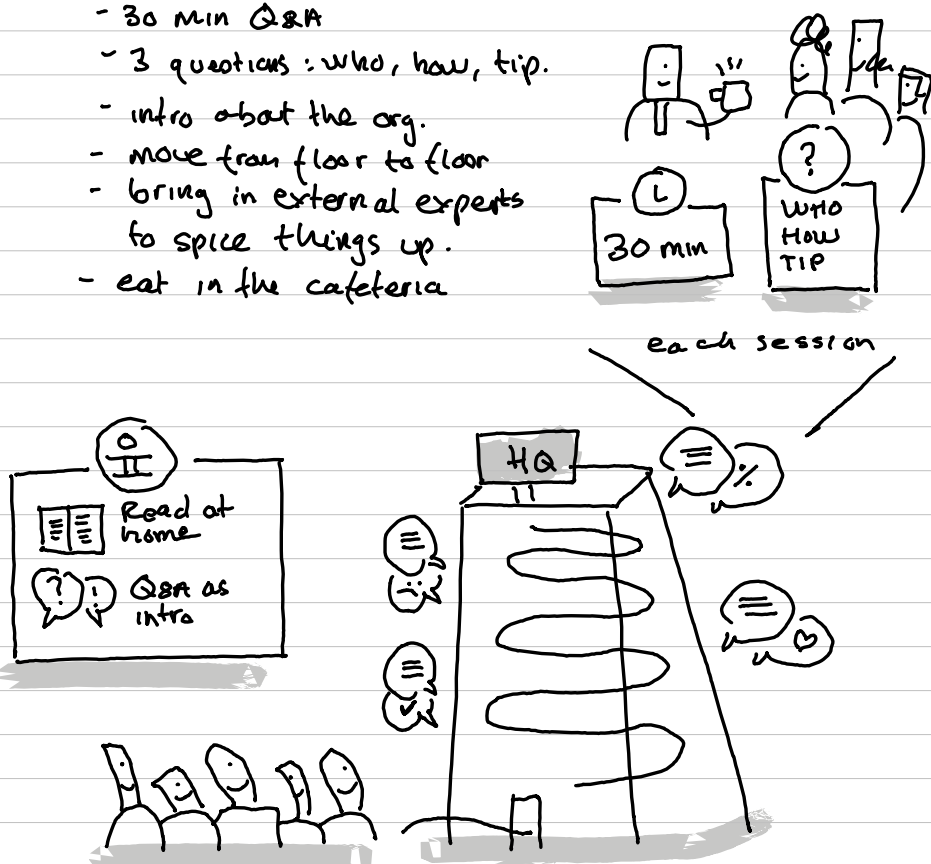 - 30 min Q&A
- 3 questions : who, how, tip.
- intro about the org.
- move from floor to floor
- bring in external experts
to spice things up.
- eat in the cafeteria
30 min
?
WHO
HOW
TIP
each session
HQ
%
Read at
home
? !
Q&A as
intro